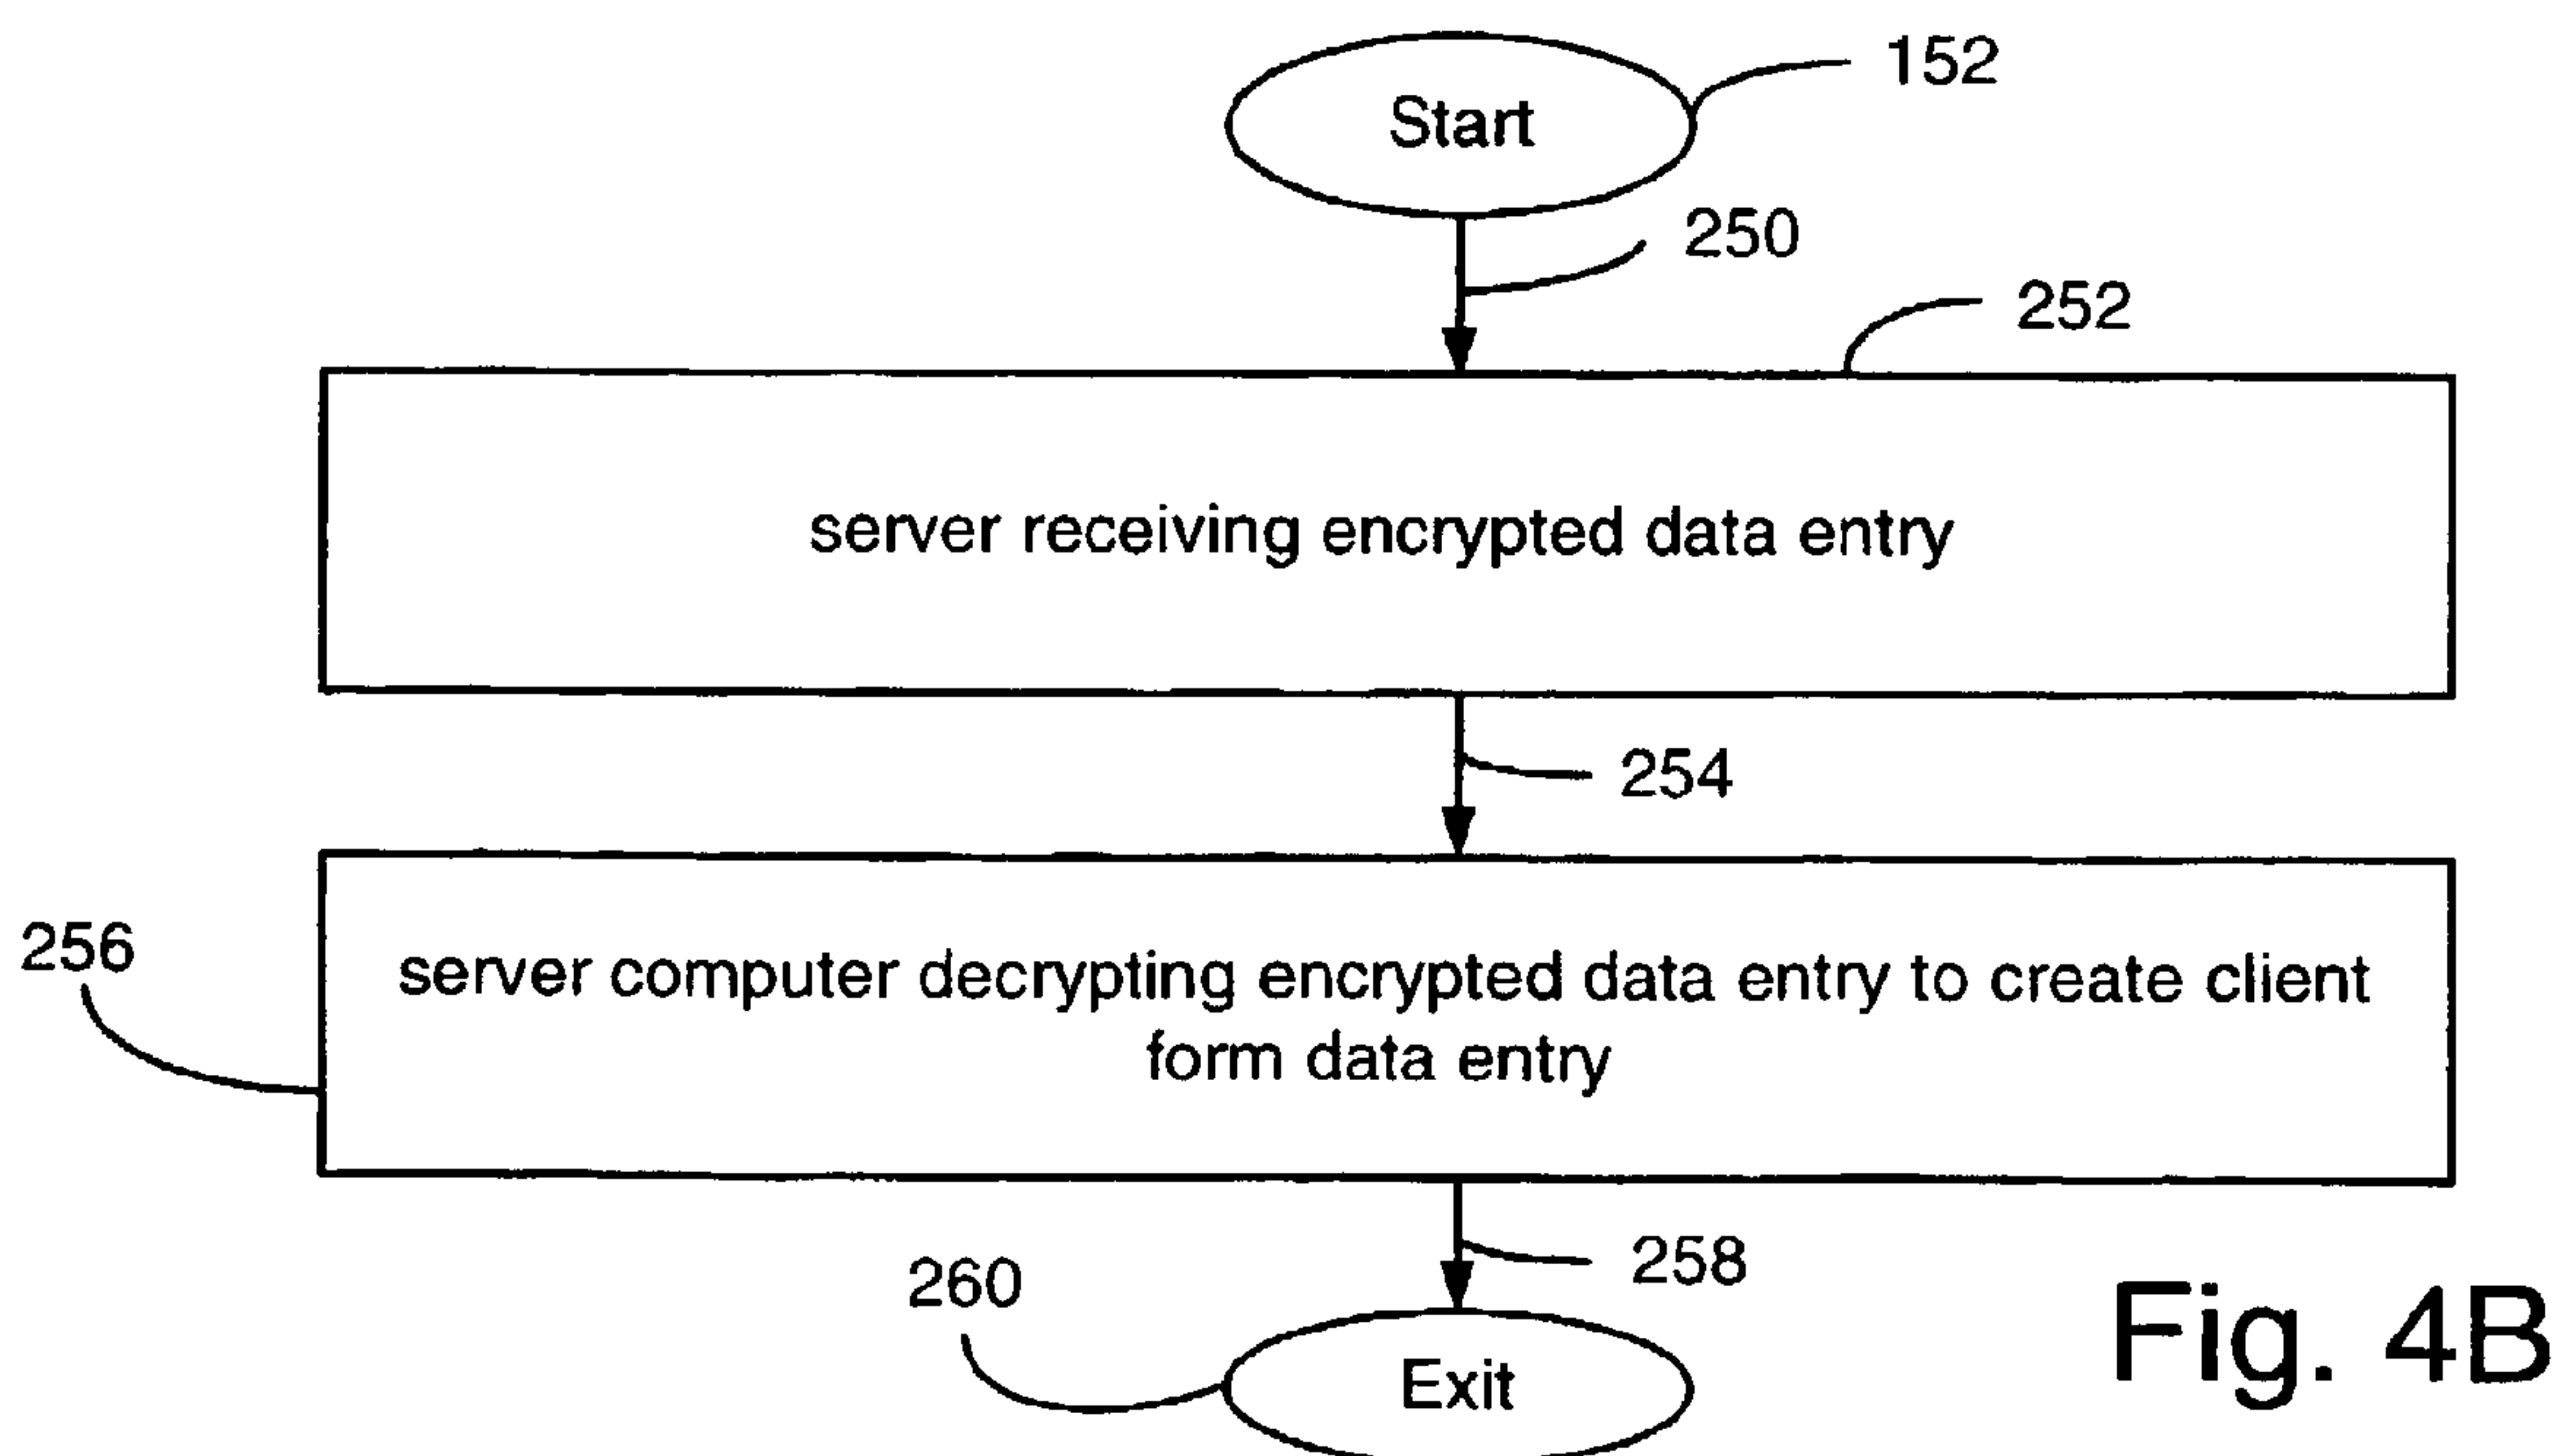 152
Start
250
252
server receiving encrypted data entry
254
256
server computer decrypting encrypted data entry to create client
form data entry
258
260
Exit
Fig. 4B